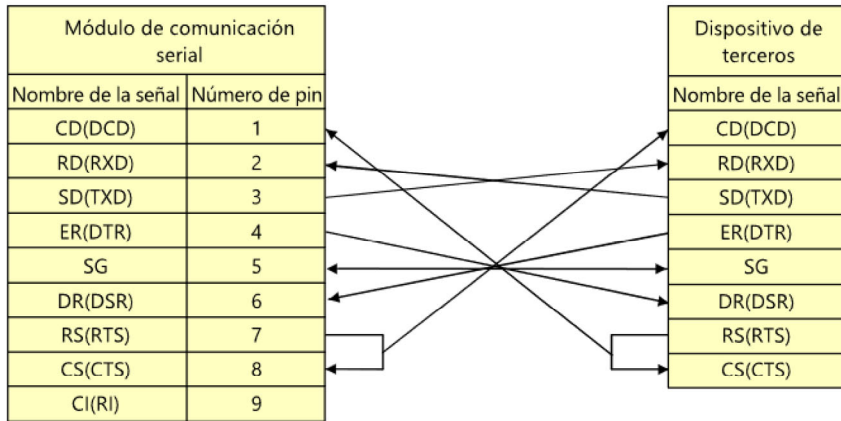 Módulo de comunicación
serial
Nombre de la señal Número de pin
CD(DCD) 1
RD(RXD) 2
SD(TXD) 3
ER(DTR) 4
SG 5
DR(DSR) 6
RS(RTS) 7
CS(CTS) 8
CI(RI) 9
Dispositivo de
terceros
Nombre de la señal
CD(DCD)
RD(RXD)
SD(TXD)
ER(DTR)
SG
DR(DSR)
RS(RTS)
CS(CTS)